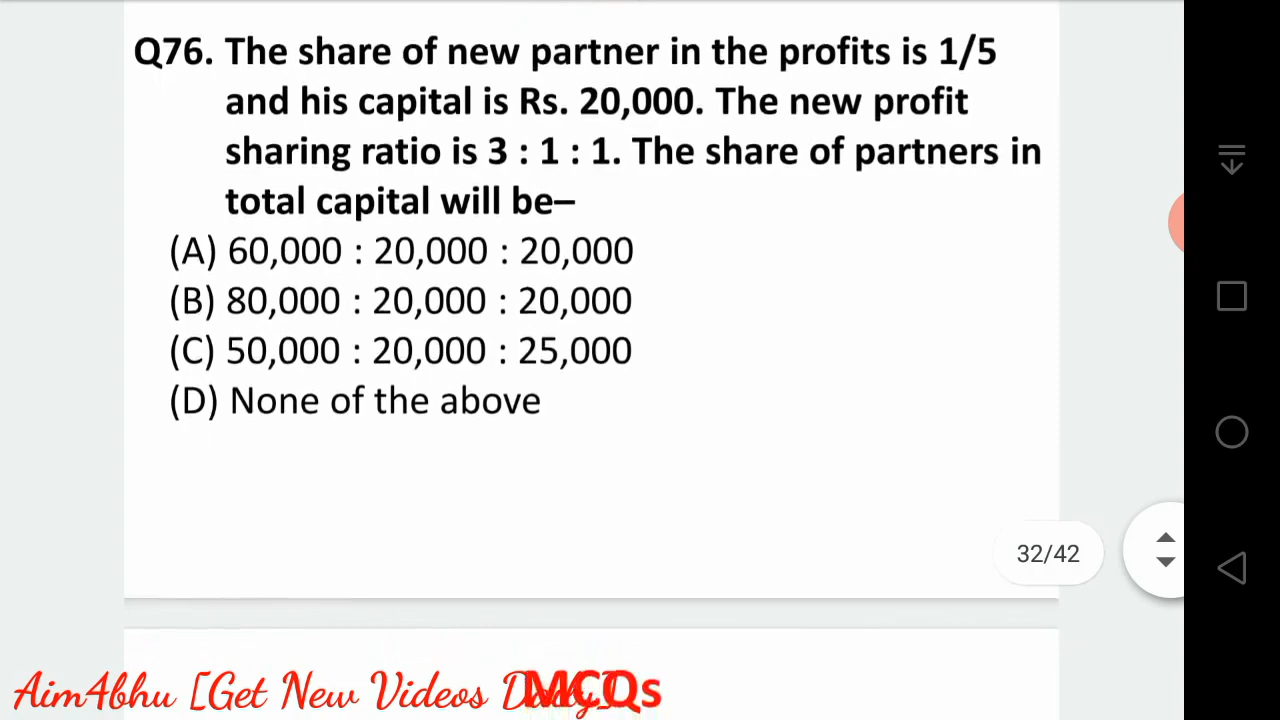 Q76. The share of new partner in the profits is 1/5
and his capital is Rs. 20,000. The new profit
sharing ratio is 3 : 1 : 1. The share of partners in
total capital will be–
(A) 60,000 : 20,000 : 20,000
(B) 80,000 : 20,000 : 20,000
(C) 50,000 : 20,000 : 25,000
(D) None of the above
32/42
Aim4bhu [Get New Videos Daily]
MCQs